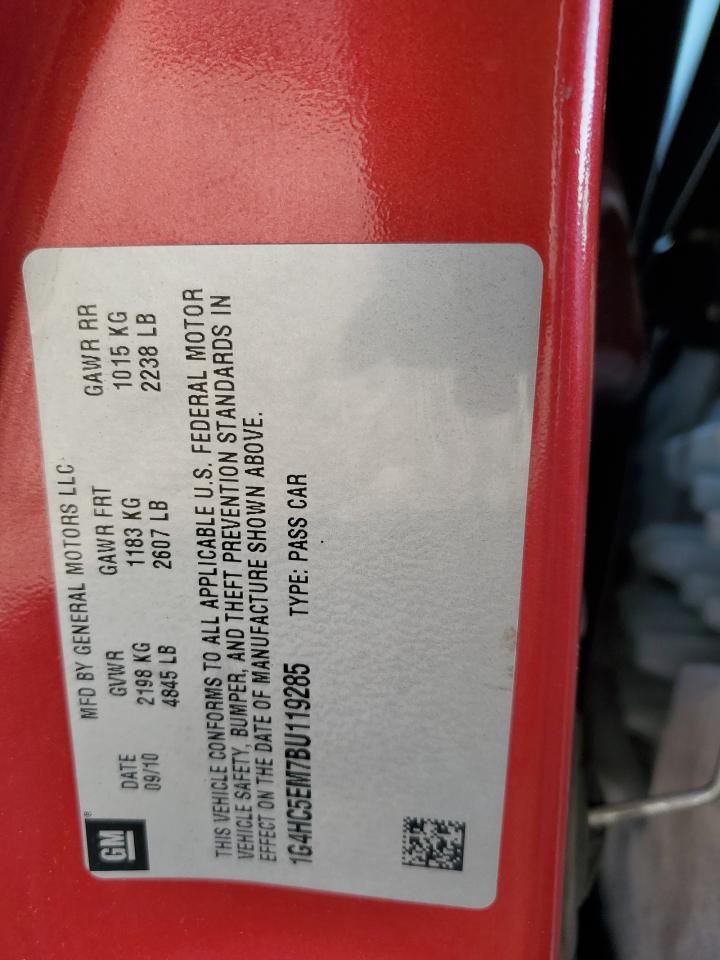 GM®
MFD BY GENERAL MOTORS LLC
DATE GVWR GAWR FRT GAWR RR
09/10 2198 KG 1183 KG 1015 KG
4845 LB 2607 LB 2238 LB
THIS VEHICLE CONFORMS TO ALL APPLICABLE U.S. FEDERAL MOTOR
VEHICLE SAFETY, BUMPER, AND THEFT PREVENTION STANDARDS IN
EFFECT ON THE DATE OF MANUFACTURE SHOWN ABOVE.
1G4HC5EM7BU119285 TYPE: PASS CAR